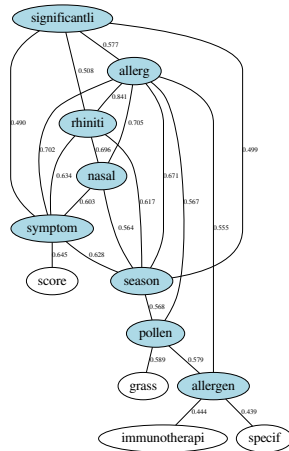 significantli
0.577
allerg
0.508
0.841
rhiniti
0.490
0.702
0.696
0.705
0.499
0.634
nasal
0.671
0.617
0.567
0.603
symptom
0.564
0.555
0.645
0.628
score
season
0.568
pollen
0.589
0.579
grass
allergen
0.444
0.439
immunotherapi
specif